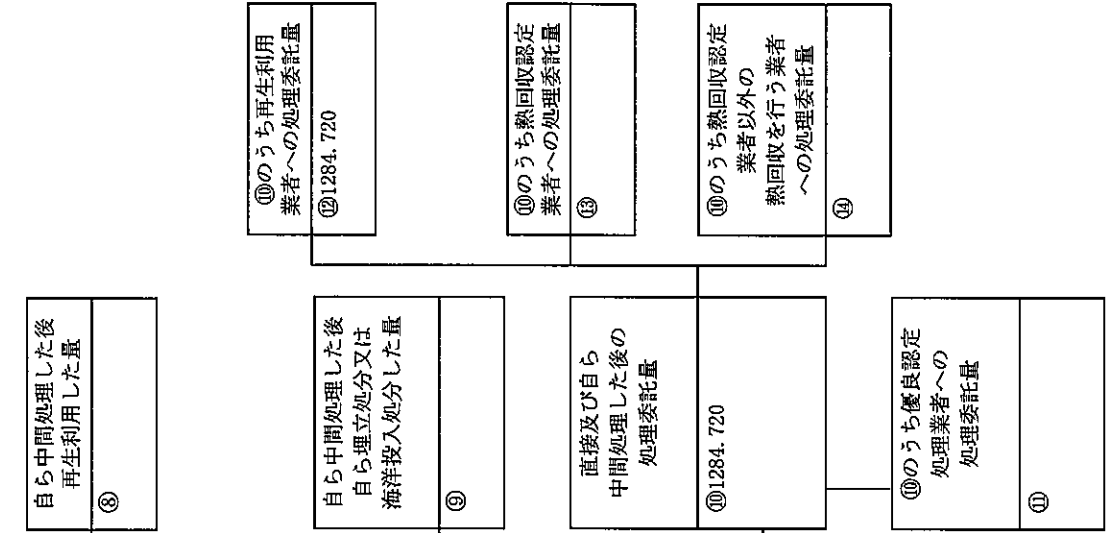 自ら中間処理した後
再生利用した量
⑧
自ら中間処理した後
自ら埋立処分又は
海洋投入処分した量
⑨
直接及び自ら
中間処理した後の
処理委託量
⑩1284.720
⑩のうち優良認定
処理業者への
処理委託量
⑪
⑩のうち再生利用
業者への処理委託量
⑫1284.720
⑩のうち熱回収認定
業者への処理委託量
⑬
⑩のうち熱回収認定
業者以外の
熱回収を行う業者
への処理委託量
⑭